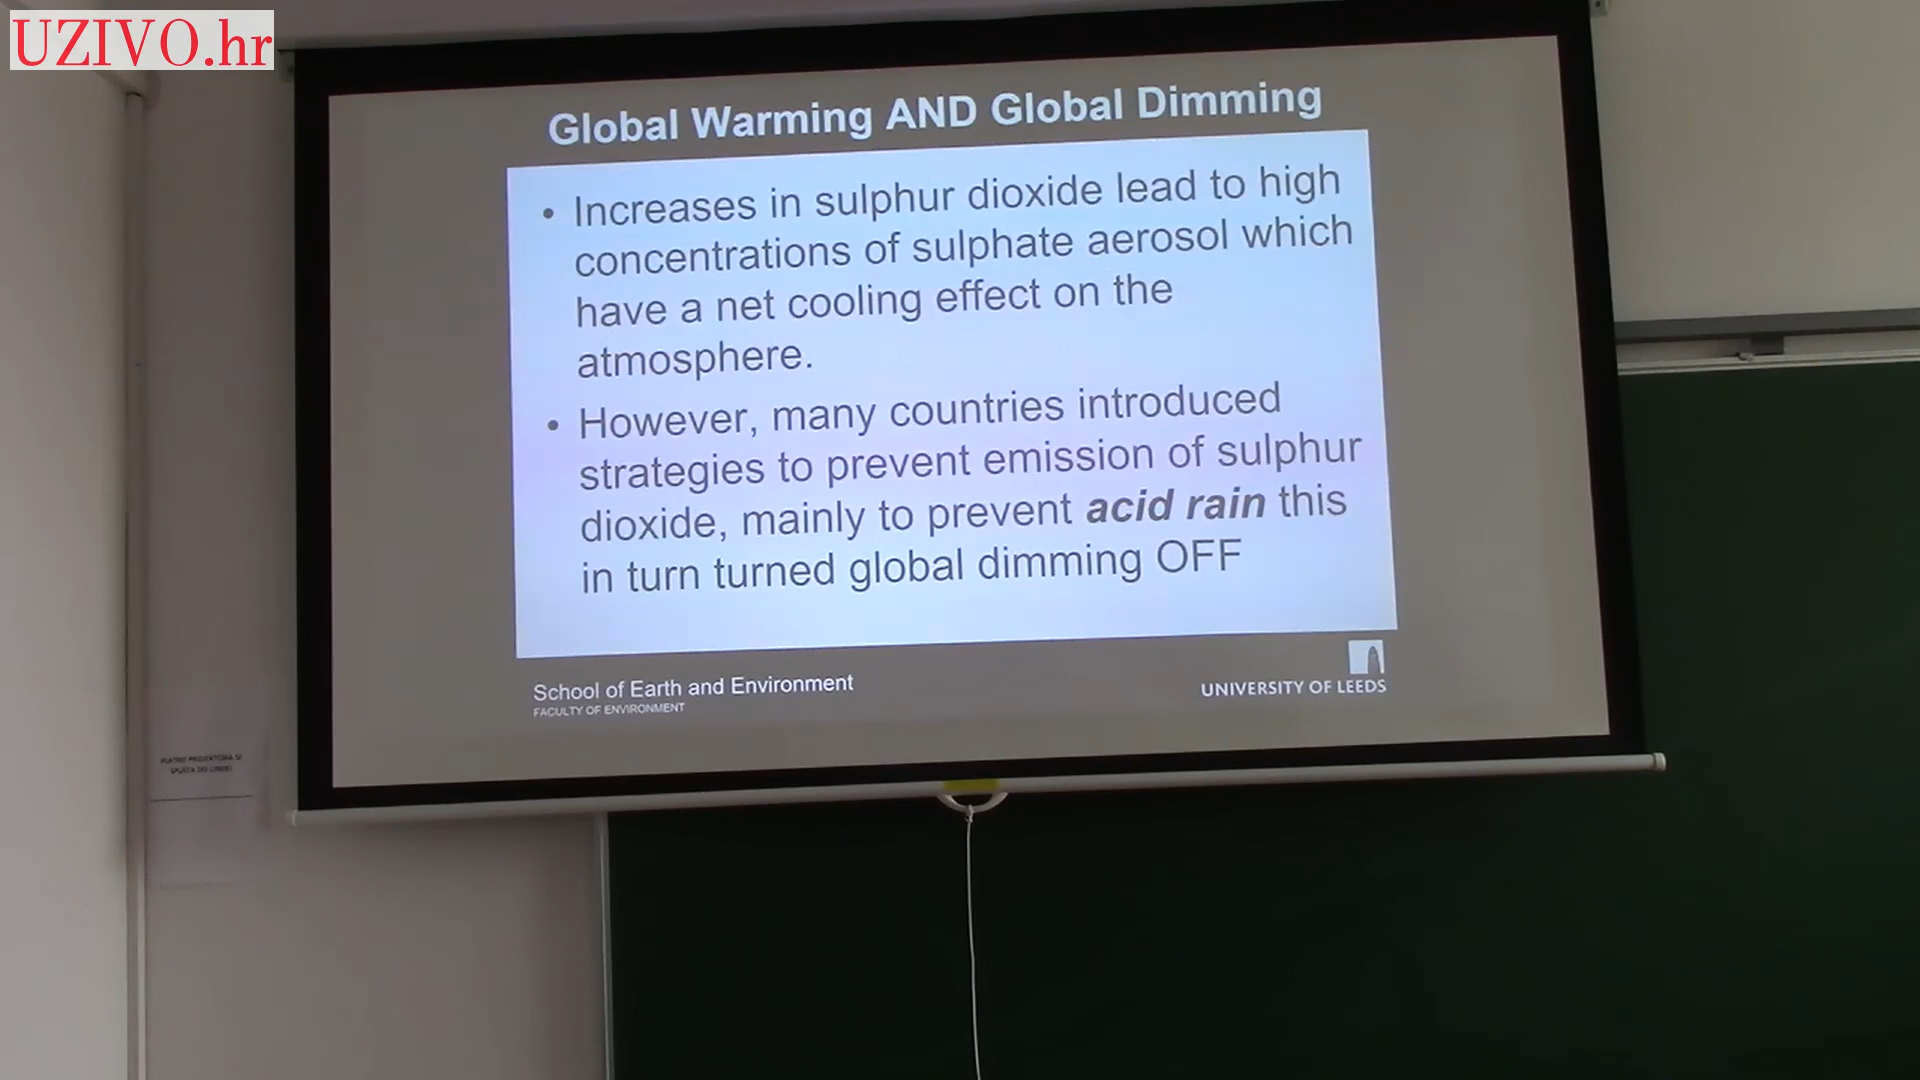 UZIVO.hr
Global Warming AND Global Dimming
• Increases in sulphur dioxide lead to high
concentrations of sulphate aerosol which
have a net cooling effect on the
atmosphere.
• However, many countries introduced
strategies to prevent emission of sulphur
dioxide, mainly to prevent acid rain this
in turn turned global dimming OFF
School of Earth and Environment
FACULTY OF ENVIRONMENT
UNIVERSITY OF LEEDS
PLATNO PROJEKTORA SE